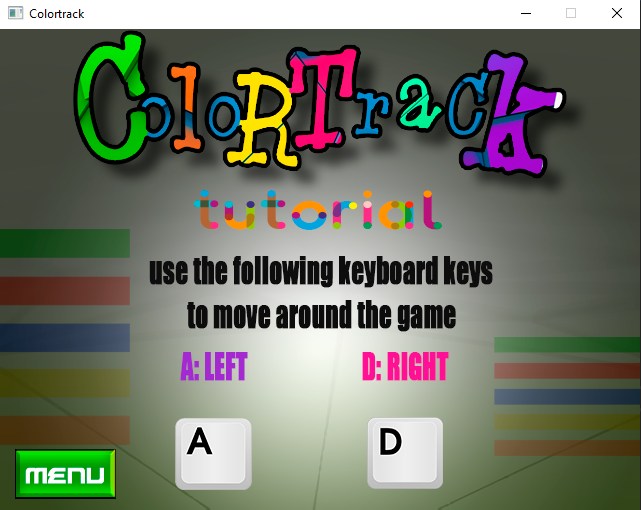 Colortrack
ColoRTracK
tutorial
use the following keyboard keys
to move around the game
A: LEFT D: RIGHT
A D
MENU